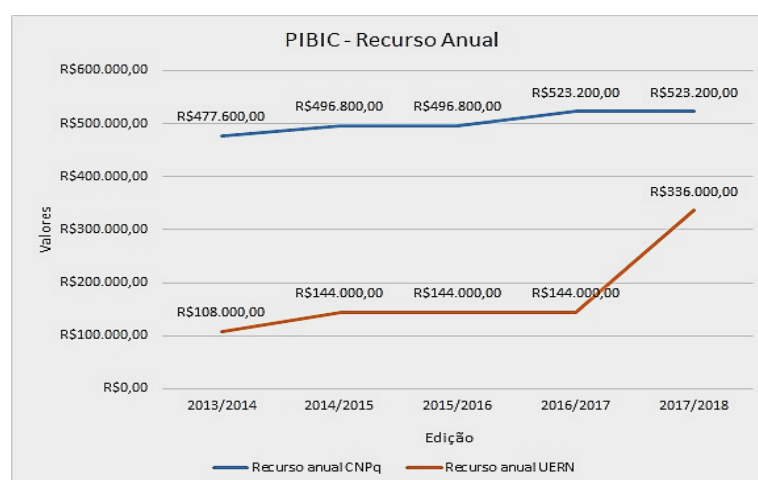 PIBIC - Recurso Anual
R$600.000,00
R$500.000,00
R$400.000,00
R$300.000,00
R$200.000,00
R$100.000,00
R$0,00
Valores
R$477.600,00
R$496.800,00
R$496.800,00
R$523.200,00
R$523.200,00
R$108.000,00
R$144.000,00
R$144.000,00
R$144.000,00
R$336.000,00
2013/2014
2014/2015
2015/2016
2016/2017
2017/2018
Edição
Recurso anual CNPq
Recurso anual UERN